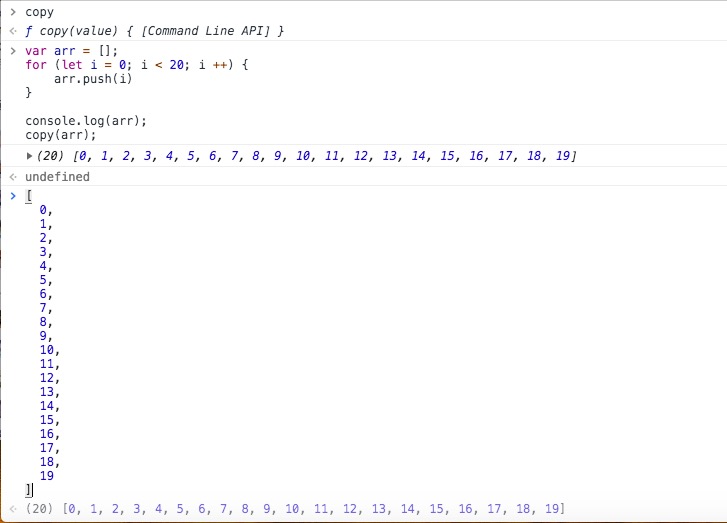 > copy
ƒ copy(value) { [Command Line API] }
> var arr = [];
for (let i = 0; i < 20; i ++) {
    arr.push(i)
}

console.log(arr);
copy(arr);
(20) [0, 1, 2, 3, 4, 5, 6, 7, 8, 9, 10, 11, 12, 13, 14, 15, 16, 17, 18, 19]
undefined
> [
  0,
  1,
  2,
  3,
  4,
  5,
  6,
  7,
  8,
  9,
  10,
  11,
  12,
  13,
  14,
  15,
  16,
  17,
  18,
  19
]
(20) [0, 1, 2, 3, 4, 5, 6, 7, 8, 9, 10, 11, 12, 13, 14, 15, 16, 17, 18, 19]